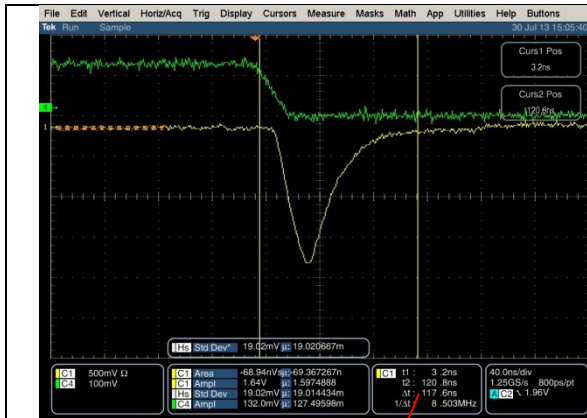 File Edit Vertical Horiz/Acq Trig Display Cursors Measure Masks Math App Utilities Help Buttons
Tek Run Sample 30 Jul 13 15:05:40
Curs1 Pos
3.2ns
Curs2 Pos
120.8ns
4
1
Hs Std Dev* 19.02mV µ: 19.020667m
C1 500mV Ω
C4 100mV
C1 Area -68.94nVs µ: -69.367267n
C1 Ampl 1.64V µ: 1.5974888
Hs Std Dev 19.02mV µ: 19.014434m
C4 Ampl 132.0mV µ: 127.49598m
C1 t1: 3.2ns
t2: 120.8ns
Δt: 117.6ns
1/Δt: 8.503MHz
40.0ns/div
1.25GS/s 800ps/pt
A C2 \ 1.96V